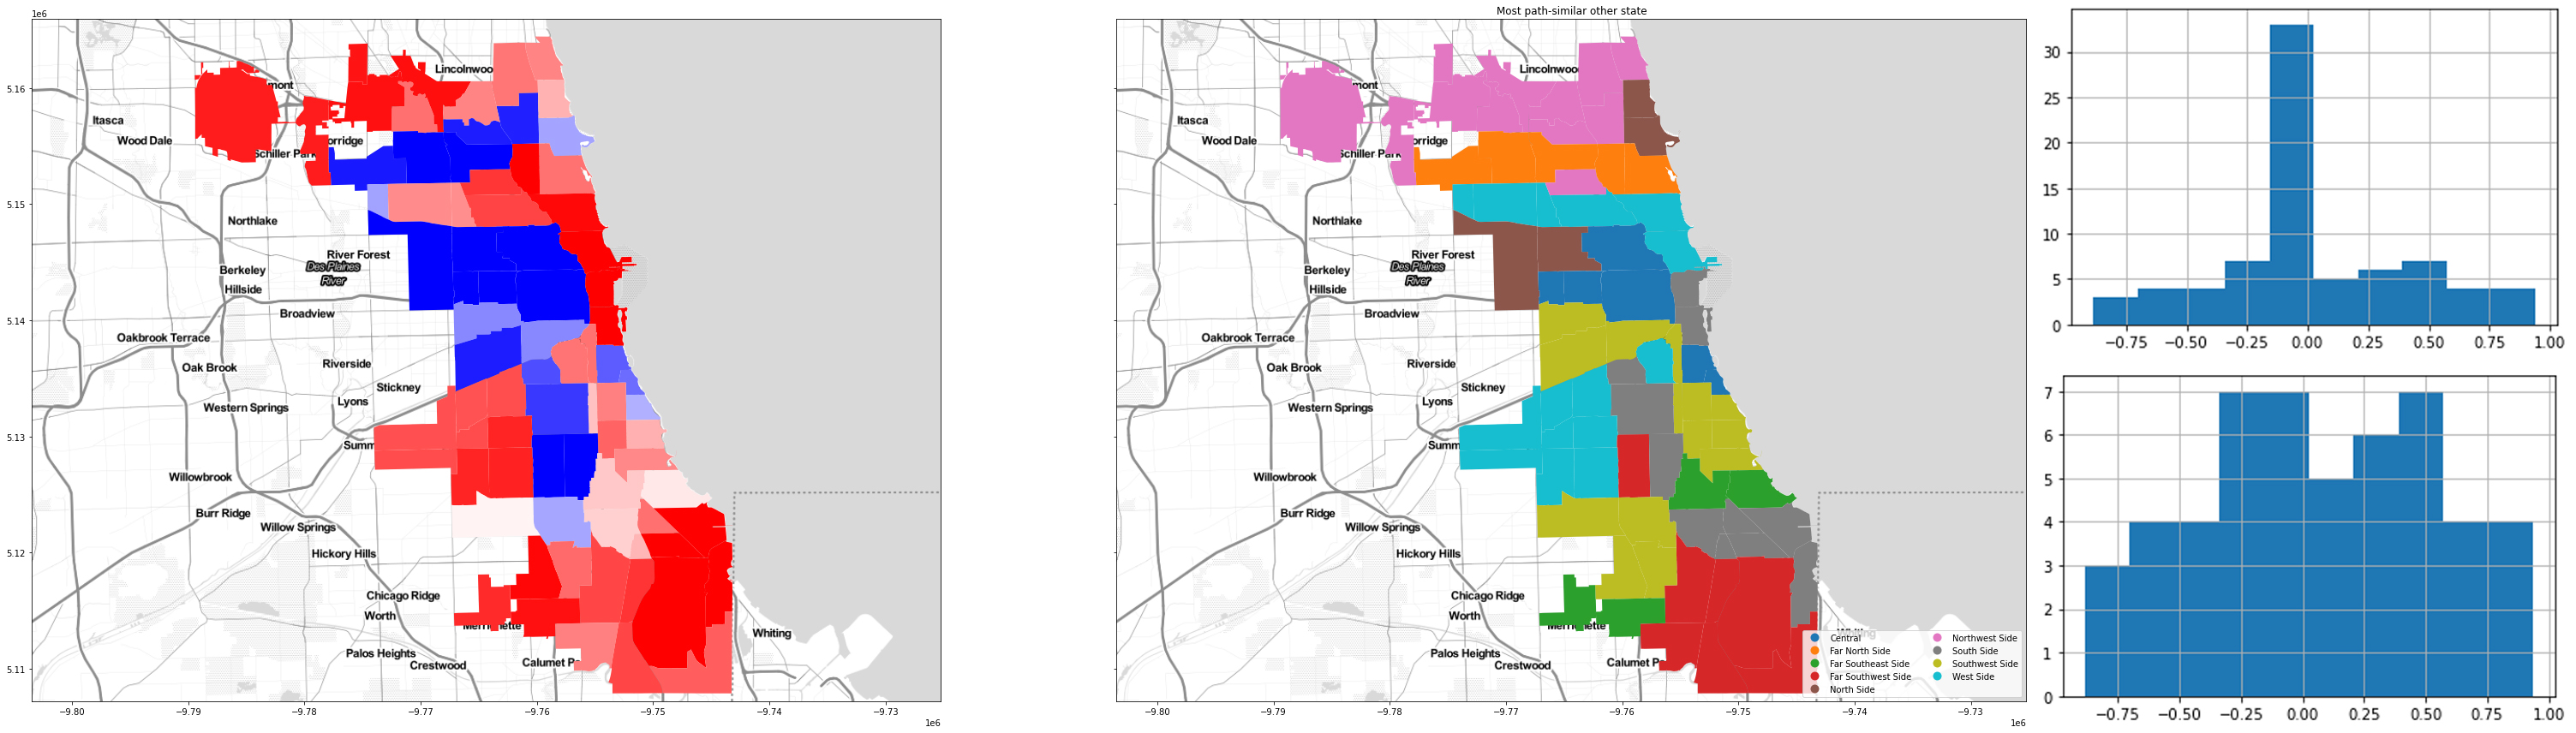 1e6
Lincolnwoo
5.16
mont
Itasca
Wood Dale
orridge
Schiller Park
5.15
Northlake
River Forest
Berkeley
Des Plaines
River
Hillside
5.14
Broadview
Oakbrook Terrace
Riverside
Oak Brook
Stickney
Lyons
Western Springs
5.13
Summ
Willowbrook
Burr Ridge
Willow Springs
5.12
Hickory Hills
Chicago Ridge
Worth
Merrionette
Whiting
Palos Heights
Crestwood
Calumet Pa
5.11
−9.80 −9.79 −9.78 −9.77 −9.76 −9.75 −9.74 −9.73
1e6
Most path-similar other state
Lincolnwoo
mont
Itasca
Wood Dale
orridge
Schiller Park
Northlake
River Forest
Berkeley
Des Plaines
River
Hillside
Broadview
Oakbrook Terrace
Riverside
Oak Brook
Stickney
Lyons
Western Springs
Summ
Willowbrook
Burr Ridge
Willow Springs
Hickory Hills
Chicago Ridge
Worth
Merrionette
Whiting
Palos Heights
Crestwood
Calumet Pa
Central
Far North Side
Far Southeast Side
Far Southwest Side
North Side
Northwest Side
South Side
Southwest Side
West Side
−9.80 −9.79 −9.78 −9.77 −9.76 −9.75 −9.74 −9.73
1e6
30
25
20
15
10
5
0
−0.75 −0.50 −0.25 0.00 0.25 0.50 0.75 1.00
7
6
5
4
3
2
1
0
−0.75 −0.50 −0.25 0.00 0.25 0.50 0.75 1.00